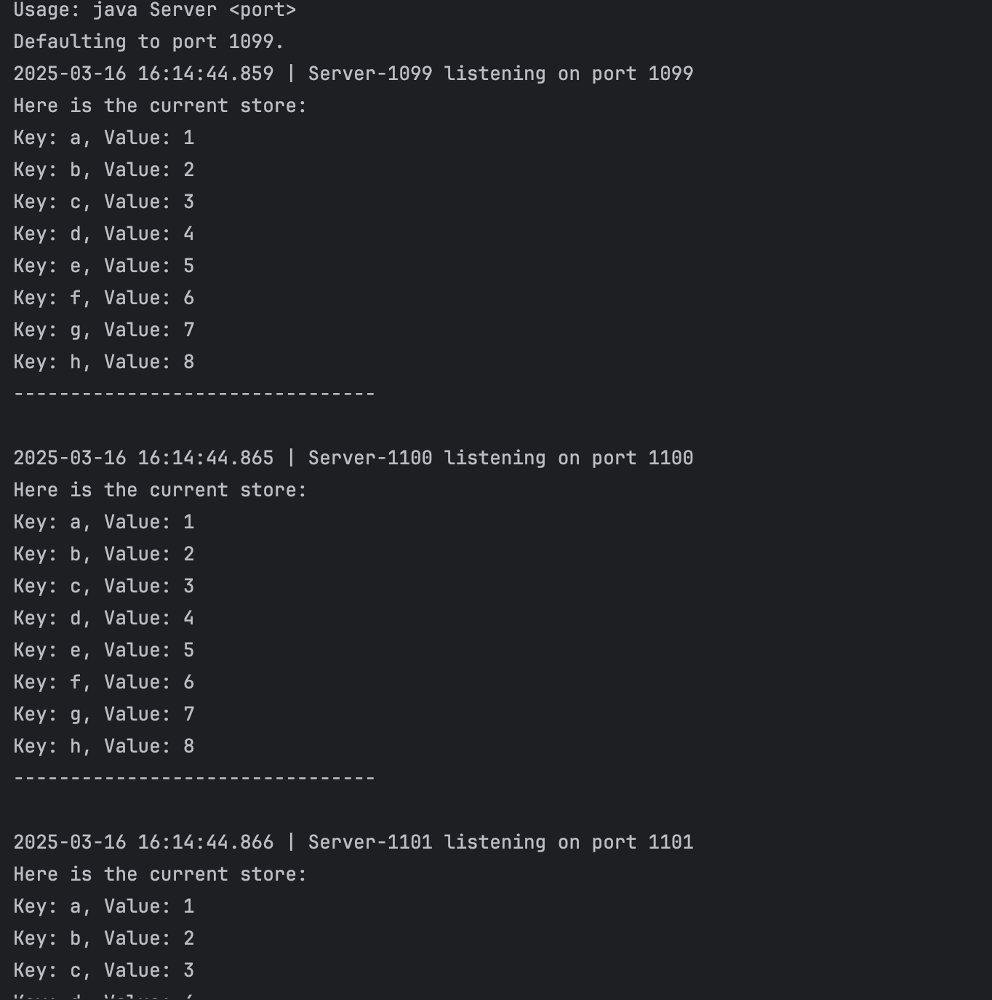 Usage: java Server <port>
Defaulting to port 1099.
2025-03-16 16:14:44.859 | Server-1099 listening on port 1099
Here is the current store:
Key: a, Value: 1
Key: b, Value: 2
Key: c, Value: 3
Key: d, Value: 4
Key: e, Value: 5
Key: f, Value: 6
Key: g, Value: 7
Key: h, Value: 8
--------------------------------
2025-03-16 16:14:44.865 | Server-1100 listening on port 1100
Here is the current store:
Key: a, Value: 1
Key: b, Value: 2
Key: c, Value: 3
Key: d, Value: 4
Key: e, Value: 5
Key: f, Value: 6
Key: g, Value: 7
Key: h, Value: 8
--------------------------------
2025-03-16 16:14:44.866 | Server-1101 listening on port 1101
Here is the current store:
Key: a, Value: 1
Key: b, Value: 2
Key: c, Value: 3